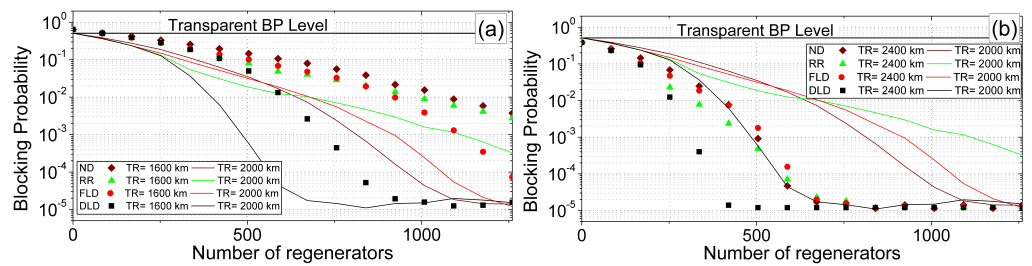 Transparent BP Level
(a)
10^0
10^-1
10^-2
10^-3
10^-4
10^-5
Blocking Probability
ND TR= 1600 km TR= 2000 km
RR TR= 1600 km TR= 2000 km
FLD TR= 1600 km TR= 2000 km
DLD TR= 1600 km TR= 2000 km
0 500 1000
Number of regenerators
Transparent BP Level
(b)
10^0
10^-1
10^-2
10^-3
10^-4
10^-5
Blocking Probability
ND TR= 2400 km TR= 2000 km
RR TR= 2400 km TR= 2000 km
FLD TR= 2400 km TR= 2000 km
DLD TR= 2400 km TR= 2000 km
0 500 1000
Number of regenerators